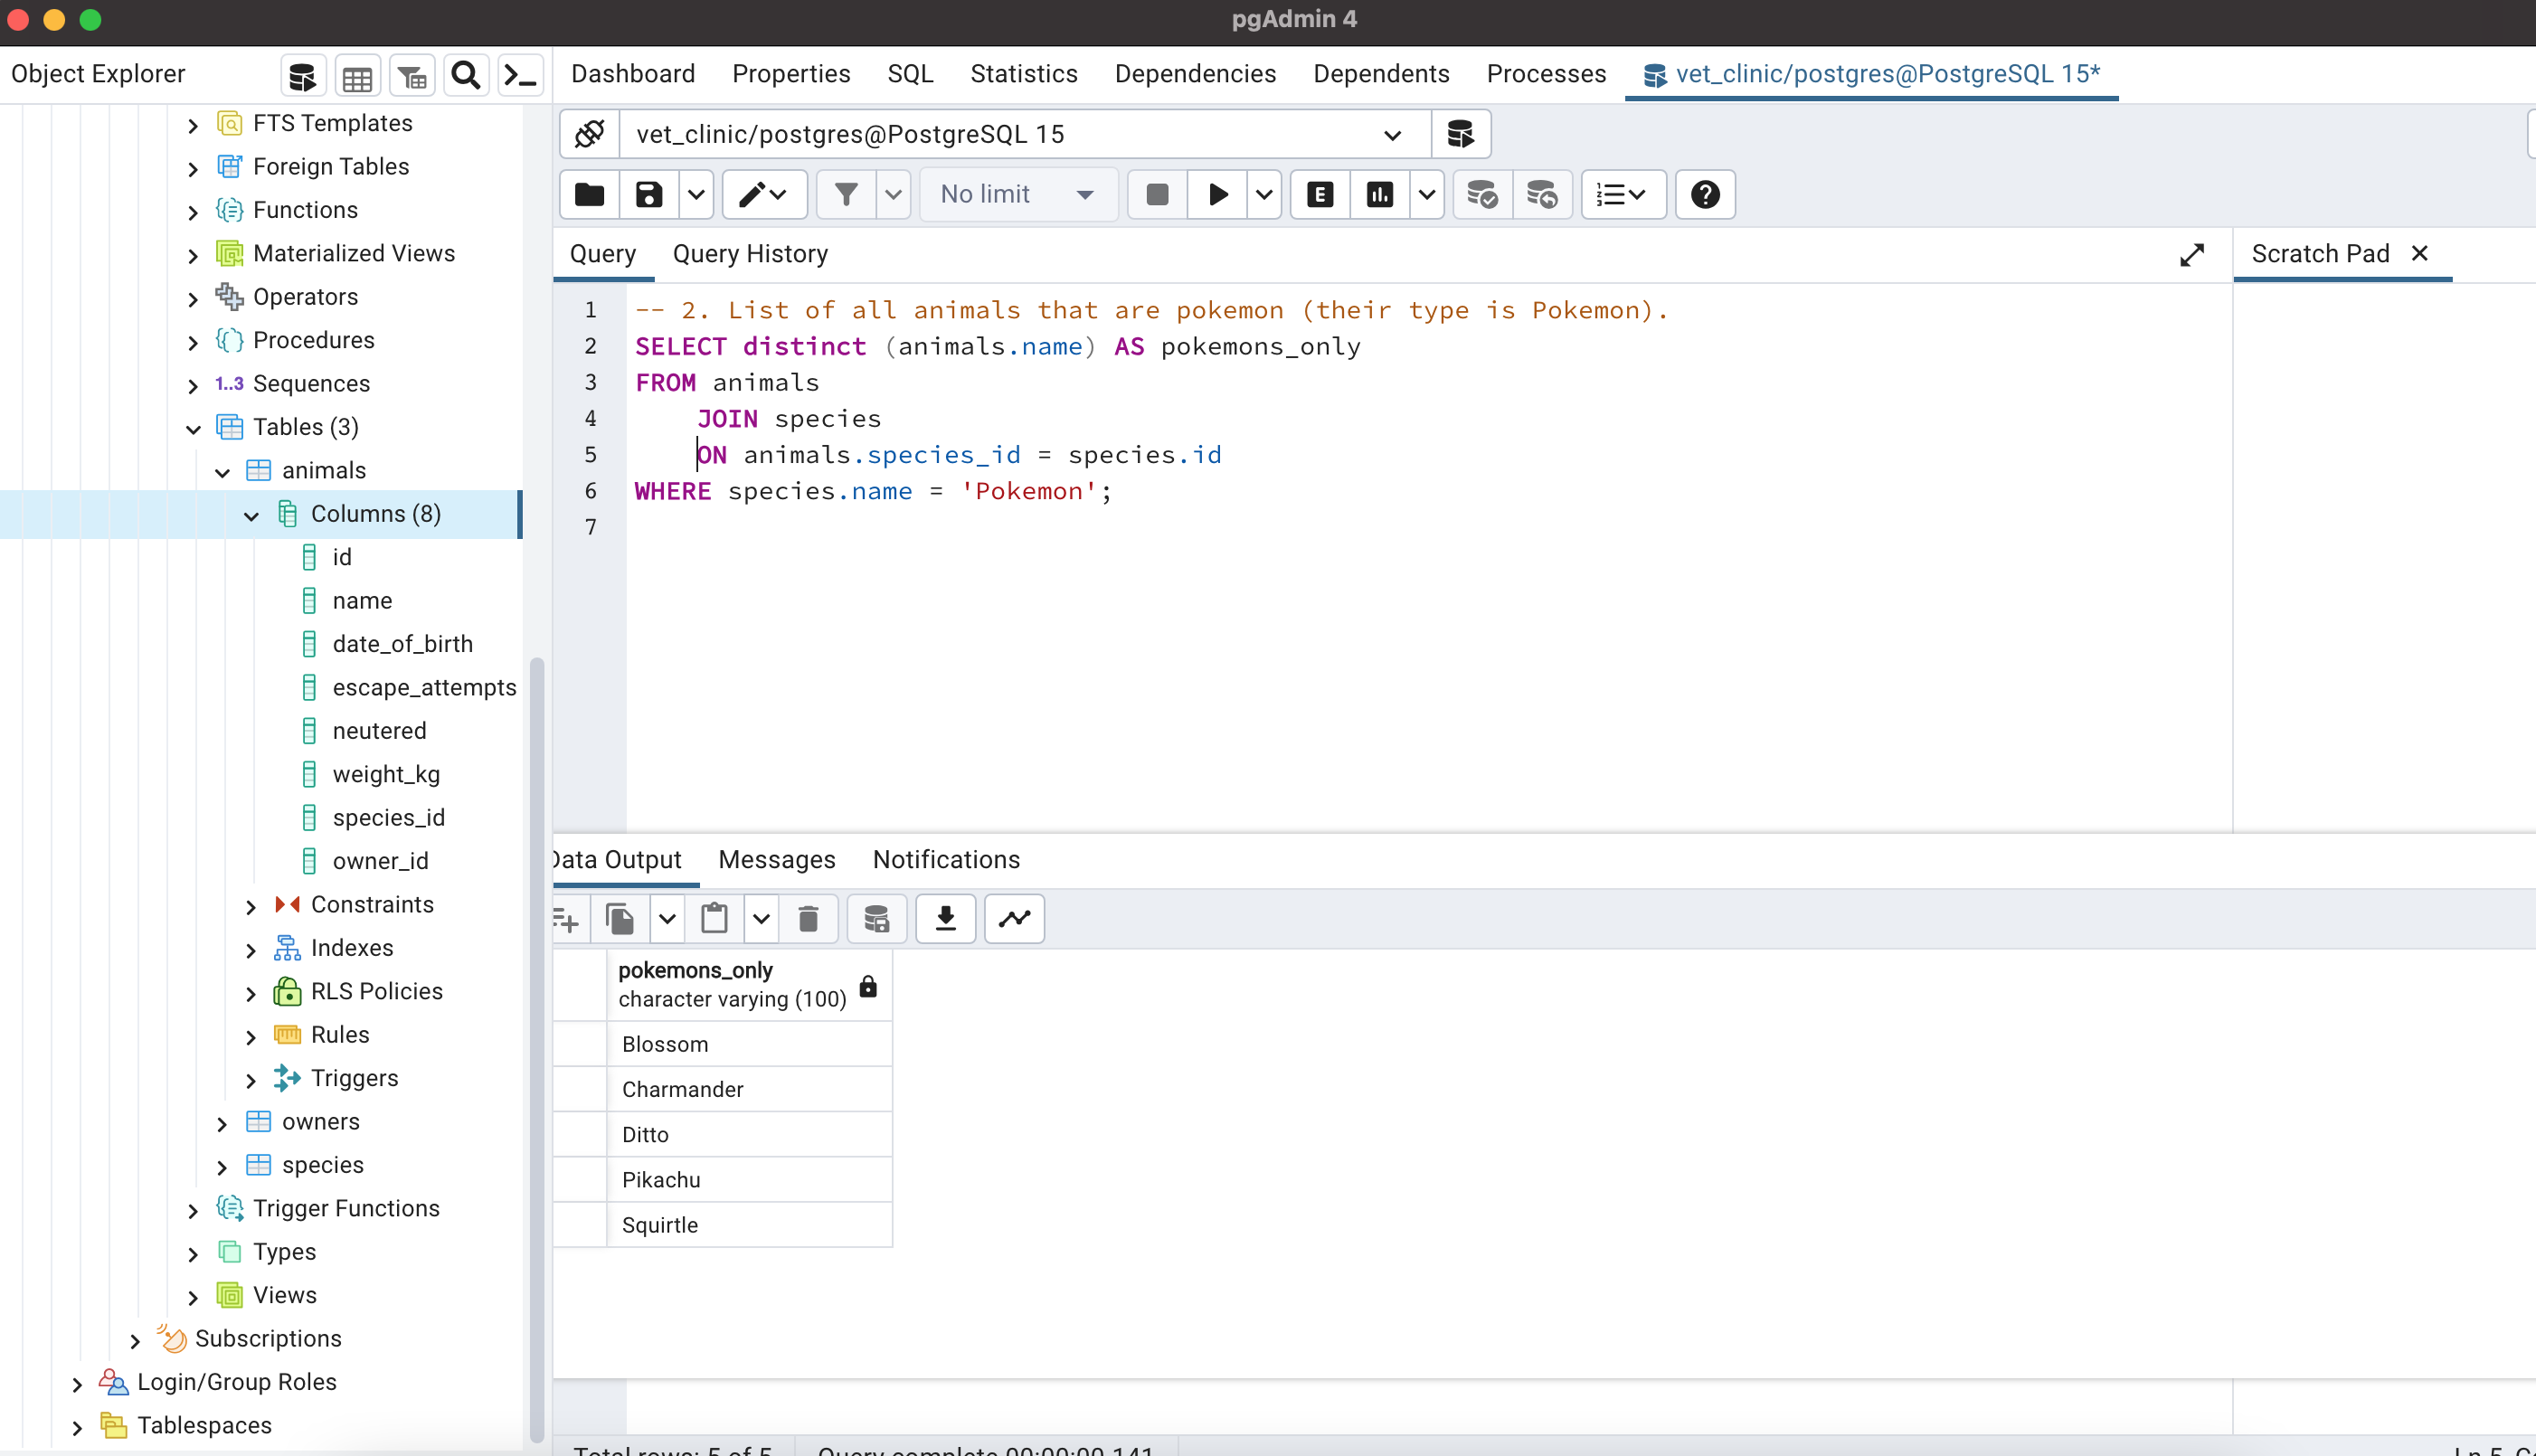 pgAdmin 4
Object Explorer
Dashboard Properties SQL Statistics Dependencies Dependents Processes vet_clinic/postgres@PostgreSQL 15*
FTS Templates
Foreign Tables
Functions
Materialized Views
Operators
Procedures
1..3 Sequences
Tables (3)
animals
Columns (8)
id
name
date_of_birth
escape_attempts
neutered
weight_kg
species_id
owner_id
Constraints
Indexes
RLS Policies
Rules
Triggers
owners
species
Trigger Functions
Types
Views
Subscriptions
Login/Group Roles
Tablespaces
vet_clinic/postgres@PostgreSQL 15
No limit
E
Query Query History
Scratch Pad
1 -- 2. List of all animals that are pokemon (their type is Pokemon).
2 SELECT distinct (animals.name) AS pokemons_only
3 FROM animals
4 JOIN species
5 ON animals.species_id = species.id
6 WHERE species.name = 'Pokemon';
7
Data Output Messages Notifications
pokemons_only
character varying (100)
Blossom
Charmander
Ditto
Pikachu
Squirtle
Total rows: 5 of 5 Query complete 00:00:00.141
Ln 5,